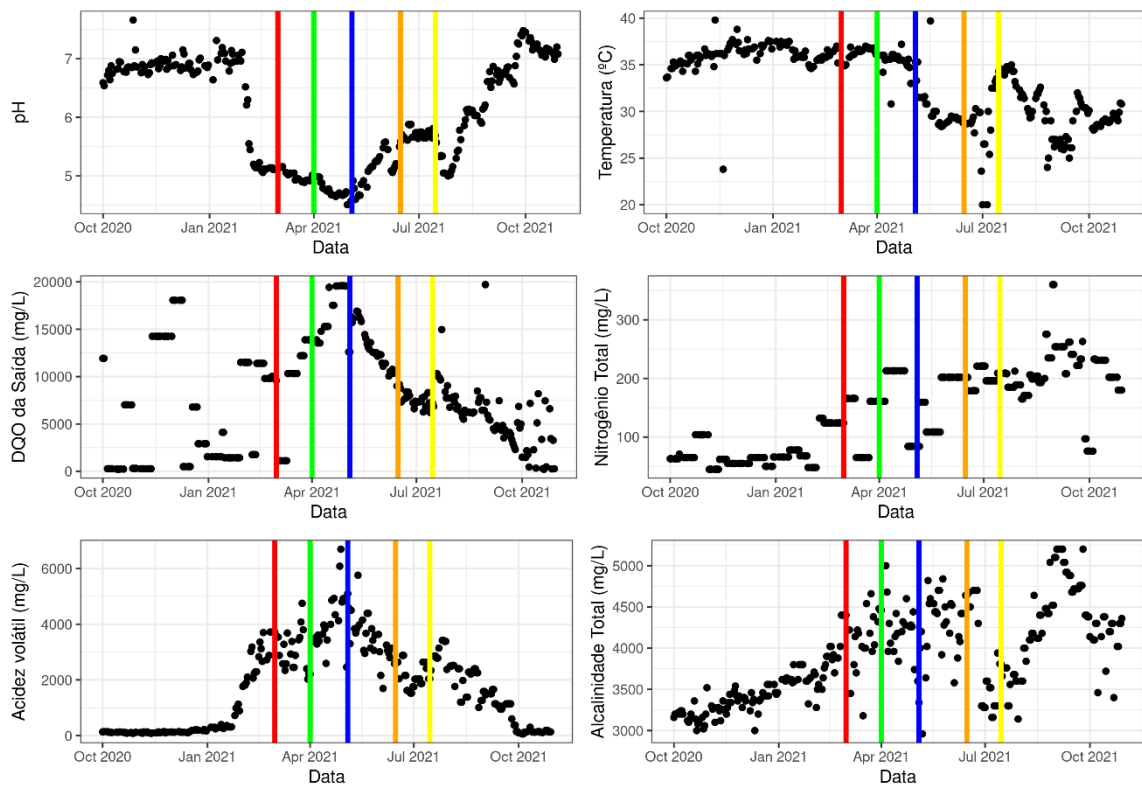 pH
7
6
5
Oct 2020
Jan 2021
Apr 2021
Jul 2021
Oct 2021
Data
Temperatura (ºC)
40
35
30
25
20
Oct 2020
Jan 2021
Apr 2021
Jul 2021
Oct 2021
Data
DQO da Saída (mg/L)
20000
15000
10000
5000
0
Oct 2020
Jan 2021
Apr 2021
Jul 2021
Oct 2021
Data
Nitrogénio Total (mg/L)
300
200
100
Oct 2020
Jan 2021
Apr 2021
Jul 2021
Oct 2021
Data
Acidez volátil (mg/L)
6000
4000
2000
0
Oct 2020
Jan 2021
Apr 2021
Jul 2021
Oct 2021
Data
Alcalinidade Total (mg/L)
5000
4500
4000
3500
3000
Oct 2020
Jan 2021
Apr 2021
Jul 2021
Oct 2021
Data